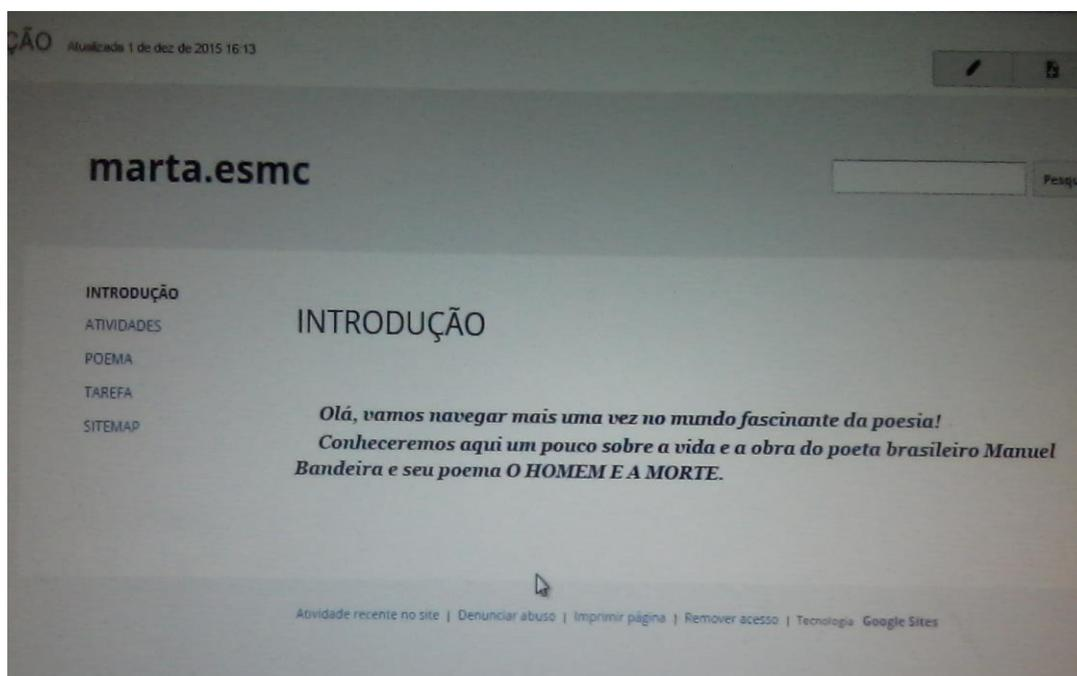 ÇÃO Atualizada 1 de dez de 2015 16:13
marta.esmc
Pesqu
INTRODUÇÃO
ATIVIDADES
POEMA
TAREFA
SITEMAP
INTRODUÇÃO
Olá, vamos navegar mais uma vez no mundo fascinante da poesia!
Conheceremos aqui um pouco sobre a vida e a obra do poeta brasileiro Manuel
Bandeira e seu poema O HOMEM E A MORTE.
Atividade recente no site | Denunciar abuso | Imprimir página | Remover acesso | Tecnologia Google Sites